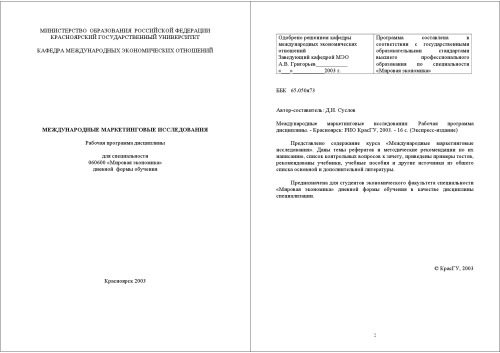 МИНИСТЕРСТВО ОБРАЗОВАНИЯ РОССИЙСКОЙ ФЕДЕРАЦИИ
КРАСНОЯРСКИЙ ГОСУДАРСТВЕННЫЙ УНИВЕРСИТЕТ
КАФЕДРА МЕЖДУНАРОДНЫХ ЭКОНОМИЧЕСКИХ ОТНОШЕНИЙ
МЕЖДУНАРОДНЫЕ МАРКЕТИНГОВЫЕ ИССЛЕДОВАНИЯ
Рабочая программа дисциплины
для специальности
060600 «Мировая экономика»
дневной формы обучения
Красноярск 2003
Одобрено решением кафедры
международных экономических
отношений
Заведующий кафедрой МЭО
А.В. Григорьев____________
«___»____________ 2003 г.
Программа составлена в
соответствии с государственными
образовательными стандартами
высшего профессионального
образования по специальности
«Мировая экономика»
ББК 65.050я73
Автор-составитель: Д.Н. Суслов
Международные маркетинговые исследования: Рабочая программа
дисциплины. - Красноярск: РИО КрасГУ, 2003. - 16 с. (Экспресс-издание)
Представлено содержание курса «Международные маркетинговые
исследования». Даны темы рефератов и методические рекомендации по их
написанию, список контрольных вопросов к зачету, приведены примеры тестов,
рекомендованы учебники, учебные пособия и другие источники из общего
списка основной и дополнительной литературы.
Предназначена для студентов экономического факультета специальности
«Мировая экономика» дневной формы обучения в качестве дисциплины
специализации.
© КрасГУ, 2003
2